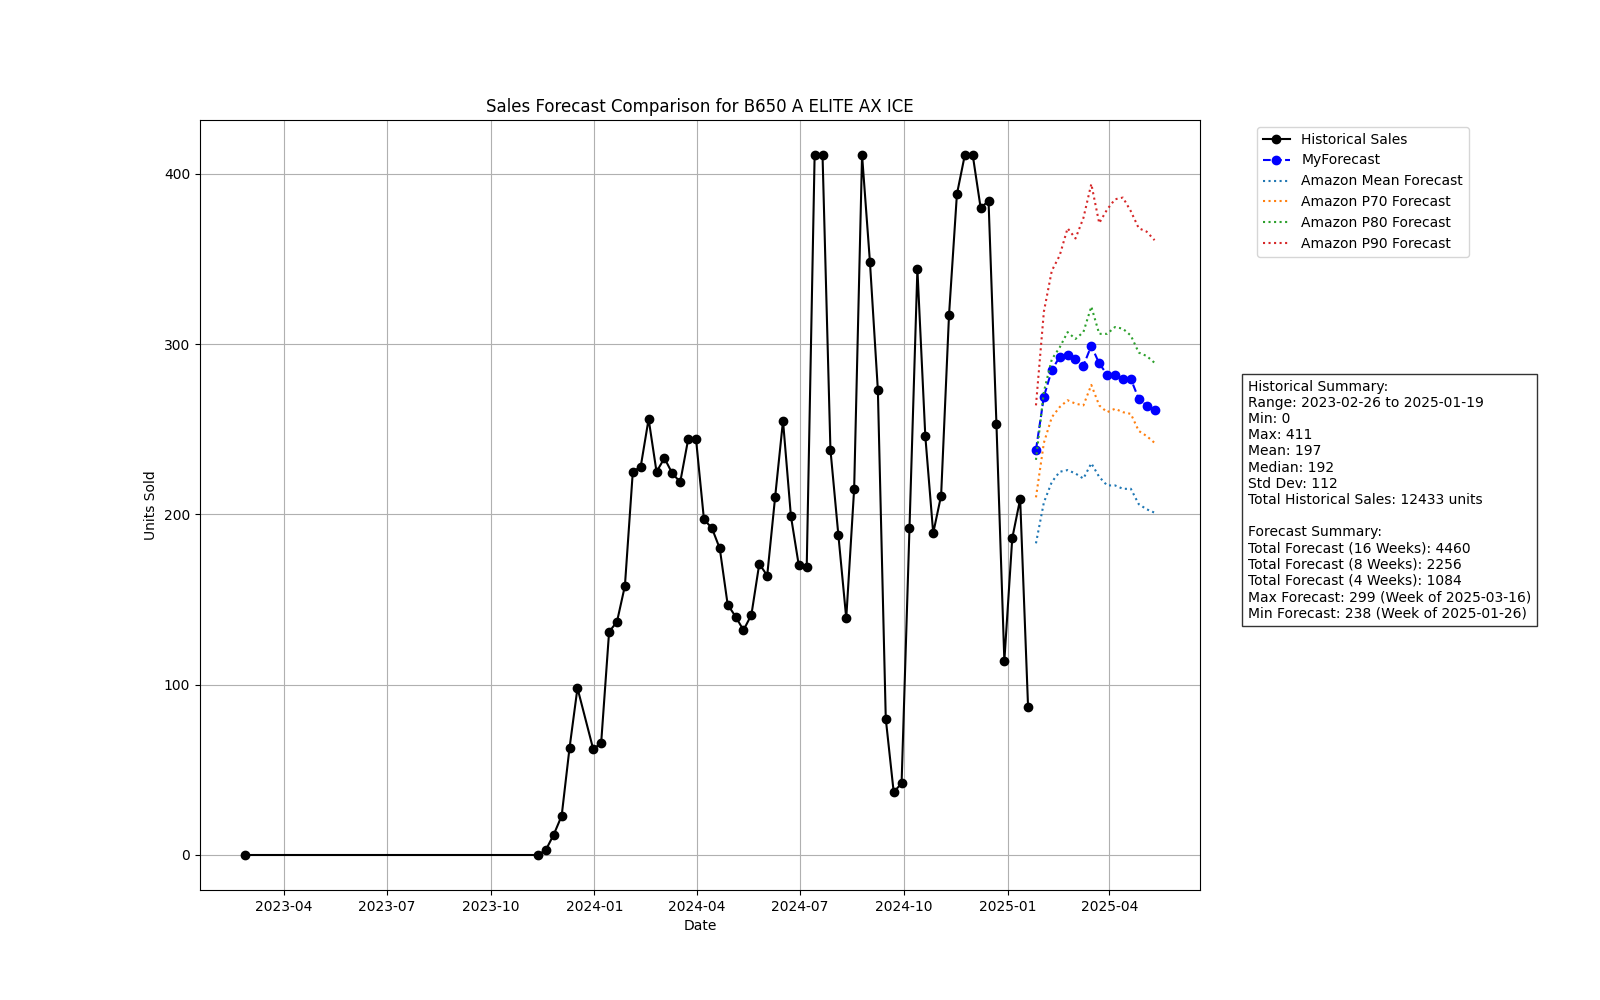 Sales Forecast Comparison for B650 A ELITE AX ICE
Historical Sales
MyForecast
Amazon Mean Forecast
Amazon P70 Forecast
Amazon P80 Forecast
Amazon P90 Forecast
400
300
200
100
0
Units Sold
Historical Summary:
Range: 2023-02-26 to 2025-01-19
Min: 0
Max: 411
Mean: 197
Median: 192
Std Dev: 112
Total Historical Sales: 12433 units
Forecast Summary:
Total Forecast (16 Weeks): 4460
Total Forecast (8 Weeks): 2256
Total Forecast (4 Weeks): 1084
Max Forecast: 299 (Week of 2025-03-16)
Min Forecast: 238 (Week of 2025-01-26)
2023-04 2023-07 2023-10 2024-01 2024-04 2024-07 2024-10 2025-01 2025-04
Date